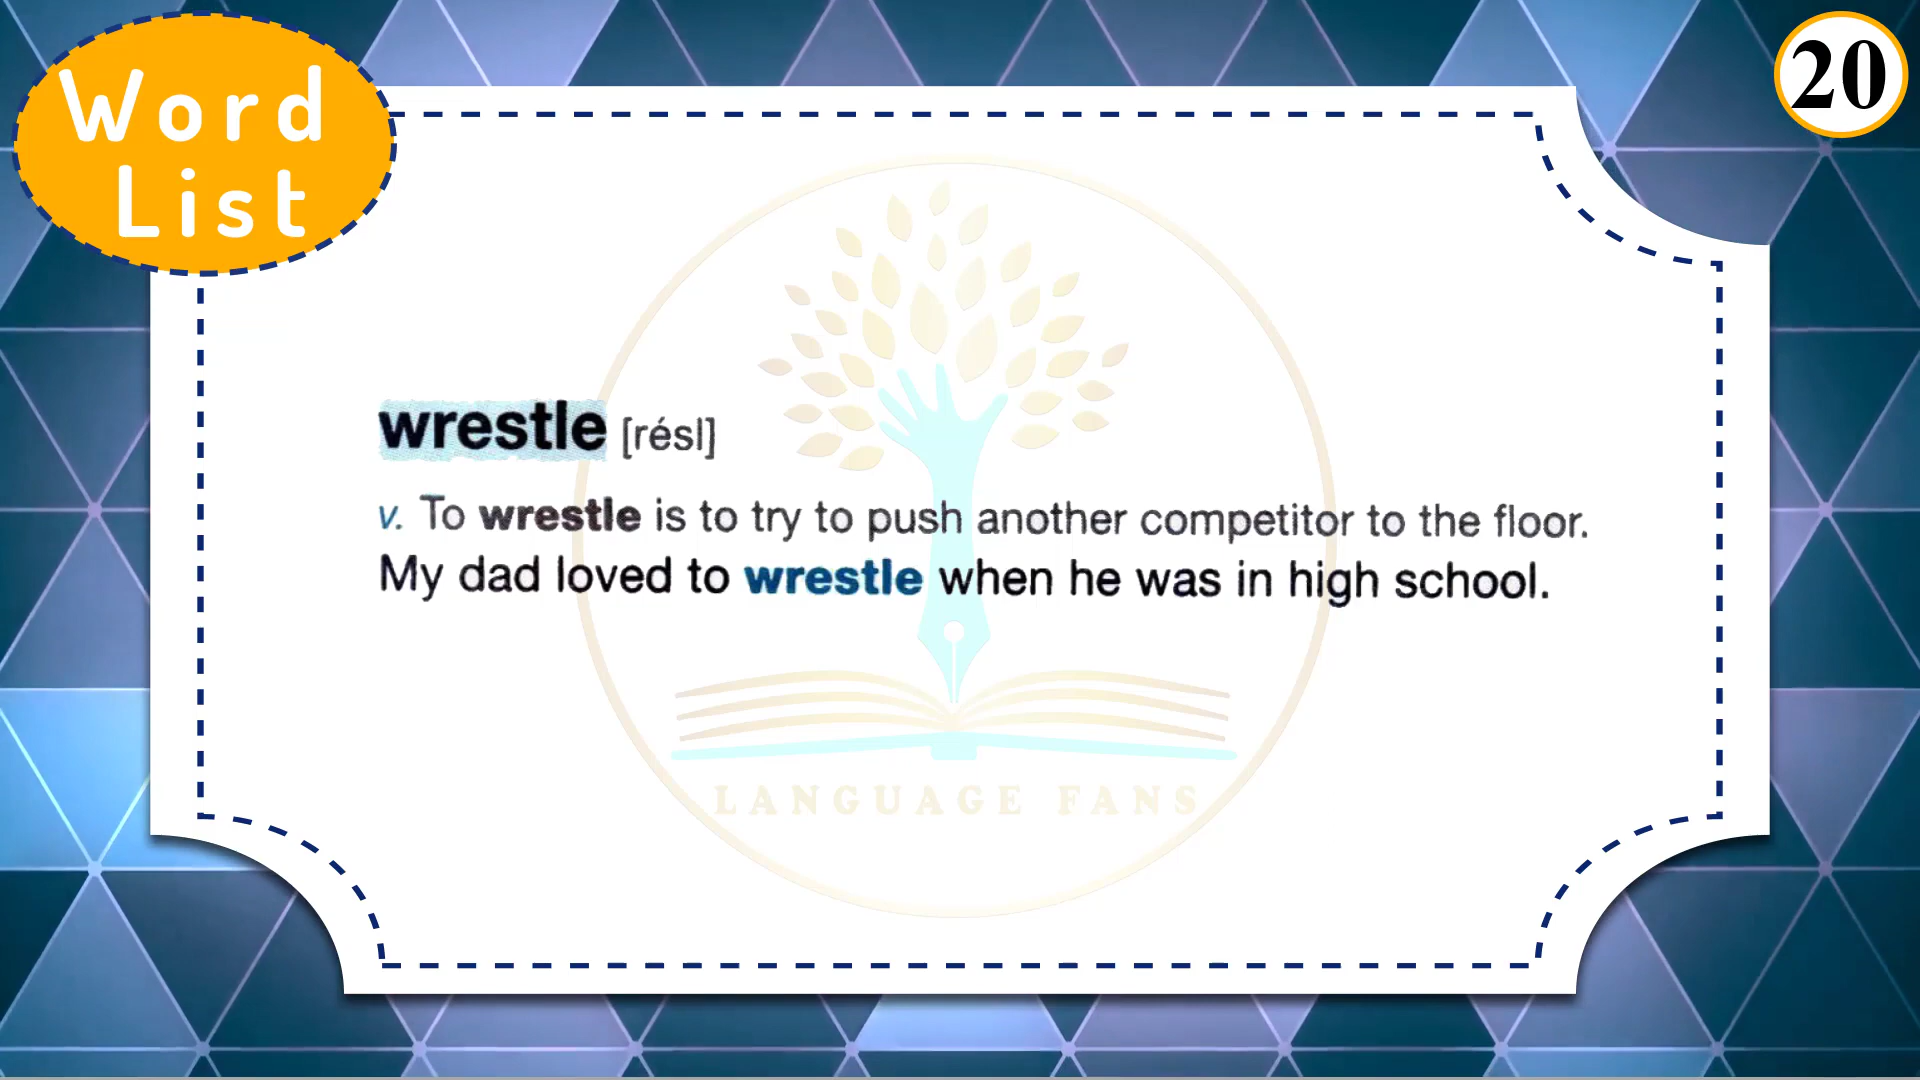 Word
List
20
wrestle [résl]
v. To wrestle is to try to push another competitor to the floor.
My dad loved to wrestle when he was in high school.
LANGUAGE FANS